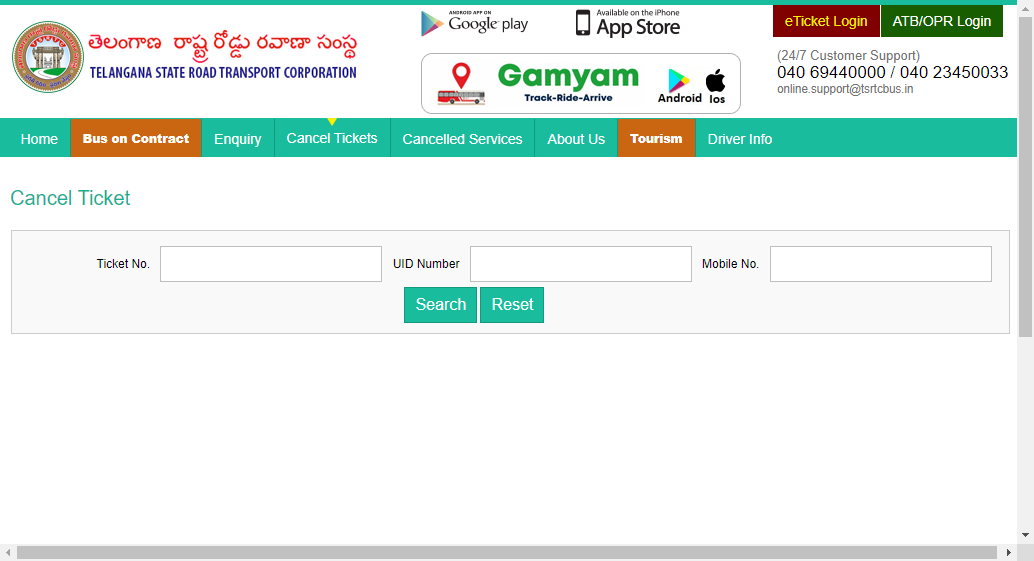 తెలంగాణ రాష్ట్ర రోడ్డు రవాణా సంస్థ
TELANGANA STATE ROAD TRANSPORT CORPORATION
ANDROID APP ON
Google play
Available on the iPhone
App Store
Gamyam
Track-Ride-Arrive
Android Ios
eTicket Login ATB/OPR Login
(24/7 Customer Support)
040 69440000 / 040 23450033
online.support@tsrtcbus.in
Home Bus on Contract Enquiry Cancel Tickets Cancelled Services About Us Tourism Driver Info
Cancel Ticket
Ticket No. UID Number Mobile No.
Search Reset